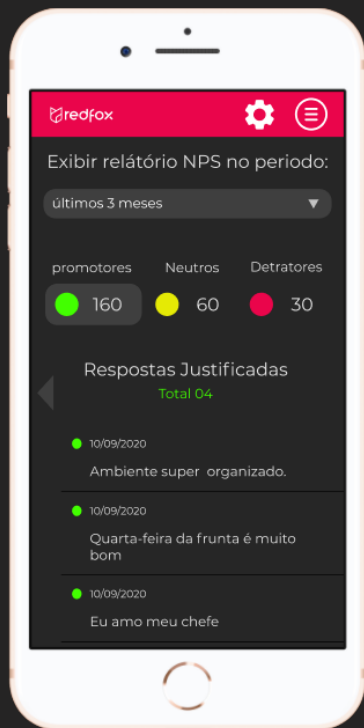 redfox
Exibir relátório NPS no periodo:
últimos 3 meses
promotores Neutros Detratores
160 60 30
Respostas Justificadas
Total 04
10/09/2020
Ambiente super organizado.
10/09/2020
Quarta-feira da frunta é muito
bom
10/09/2020
Eu amo meu chefe